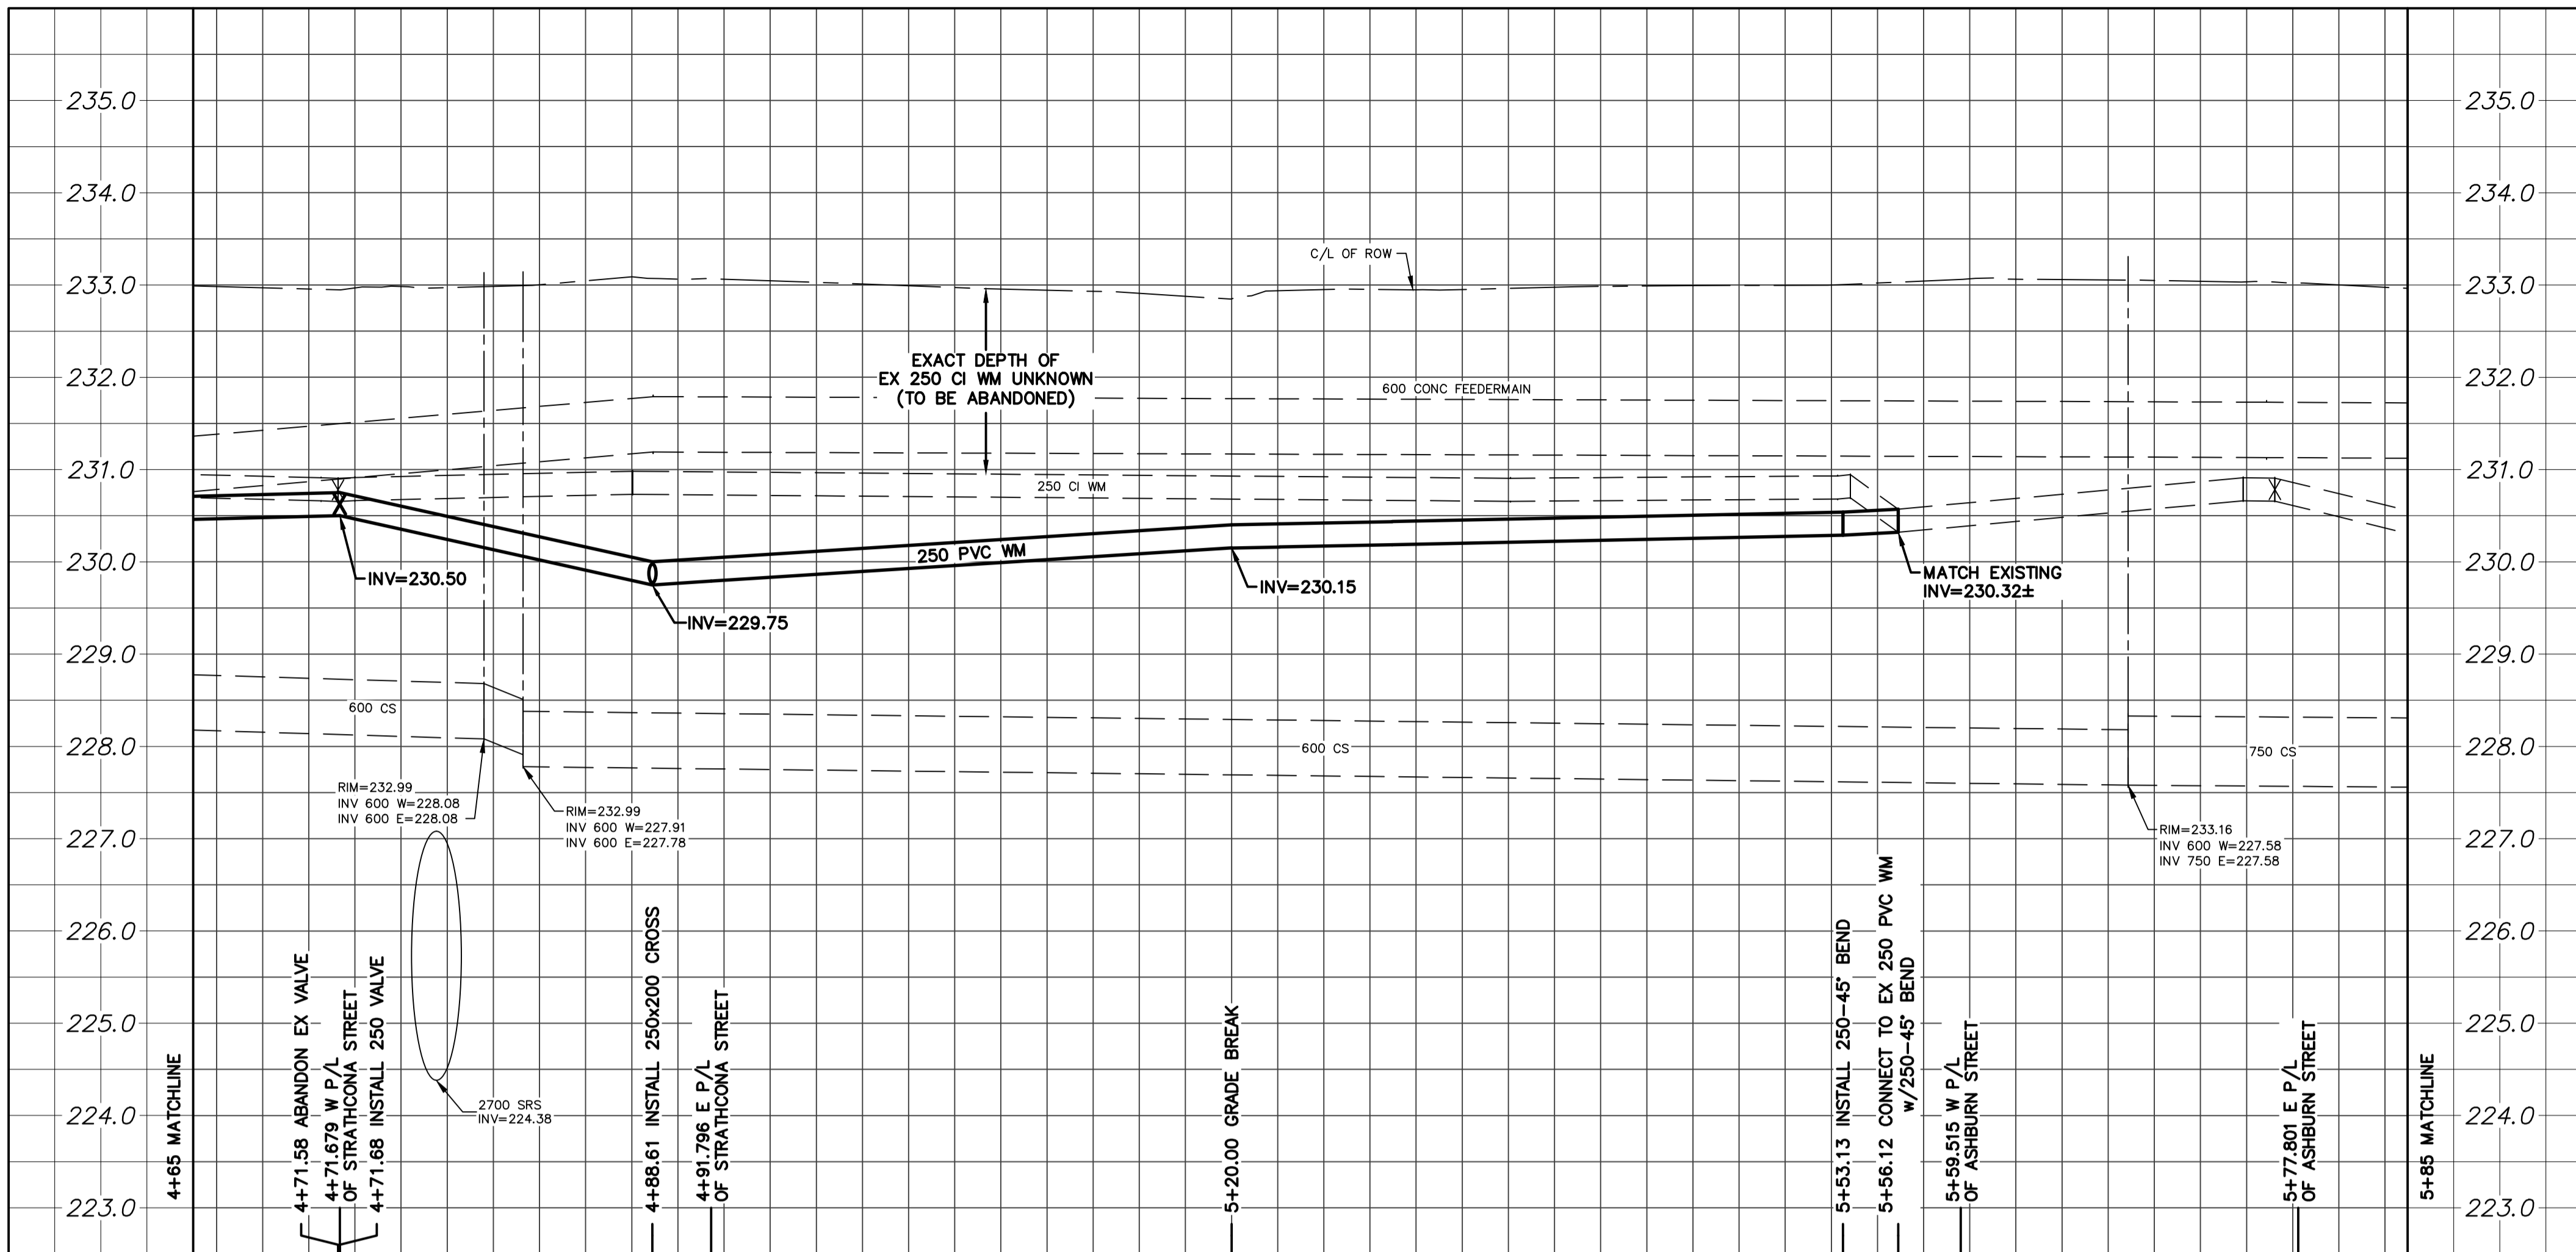 235.0
235.0
234.0
234.0
C/L OF ROW
233.0
233.0
EXACT DEPTH OF
EX 250 CI WM UNKNOWN
(TO BE ABANDONED)
232.0
232.0
600 CONC FEEDERMAIN
231.0
231.0
250 CI WM
250 PVC WM
230.0
230.0
INV=230.50
INV=230.15
MATCH EXISTING
INV=230.32±
INV=229.75
229.0
229.0
600 CS
228.0
228.0
600 CS
750 CS
RIM=232.99
INV 600 W=228.08
INV 600 E=228.08
RIM=232.99
INV 600 W=227.91
INV 600 E=227.78
RIM=233.16
INV 600 W=227.58
INV 750 E=227.58
227.0
227.0
226.0
226.0
225.0
225.0
224.0
224.0
2700 SRS
INV=224.38
223.0
223.0
4+65 MATCHLINE
4+71.58 ABANDON EX VALVE
4+71.679 W P/L
OF STRATHCONA STREET
4+71.68 INSTALL 250 VALVE
4+88.61 INSTALL 250x200 CROSS
4+91.796 E P/L
OF STRATHCONA STREET
5+20.00 GRADE BREAK
5+53.13 INSTALL 250-45° BEND
5+56.12 CONNECT TO EX 250 PVC WM
w/250-45° BEND
5+59.515 W P/L
OF ASHBURN STREET
5+77.801 E P/L
OF ASHBURN STREET
5+85 MATCHLINE